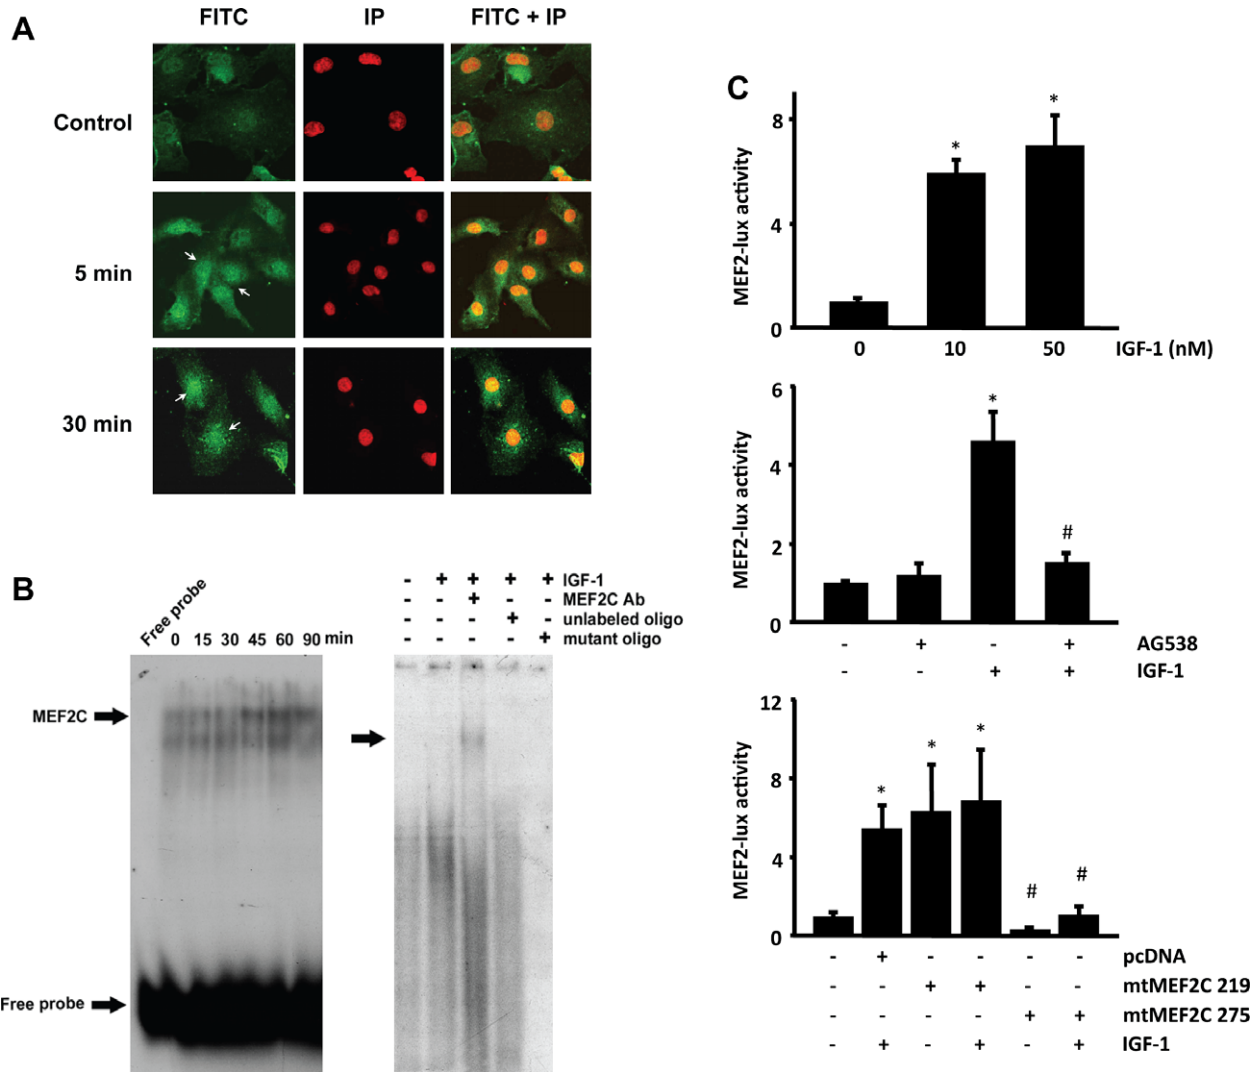 A
FITC IP FITC + IP
Control
5 min
30 min
B
Free probe
0 15 30 45 60 90 min
MEF2C
Free probe
- + + + + IGF-1
- - + - - MEF2C Ab
- - - + - unlabeled oligo
- - - - + mutant oligo
C
MEF2-lux activity
8
4
0
* *
0 10 50 IGF-1 (nM)
MEF2-lux activity
6
4
2
0
* #
- + - + AG538
- - + + IGF-1
MEF2-lux activity
12
8
4
0
* * * # #
- + - - - - pcDNA
- - + + - - mtMEF2C 219
- - - - + + mtMEF2C 275
- + - + - + IGF-1